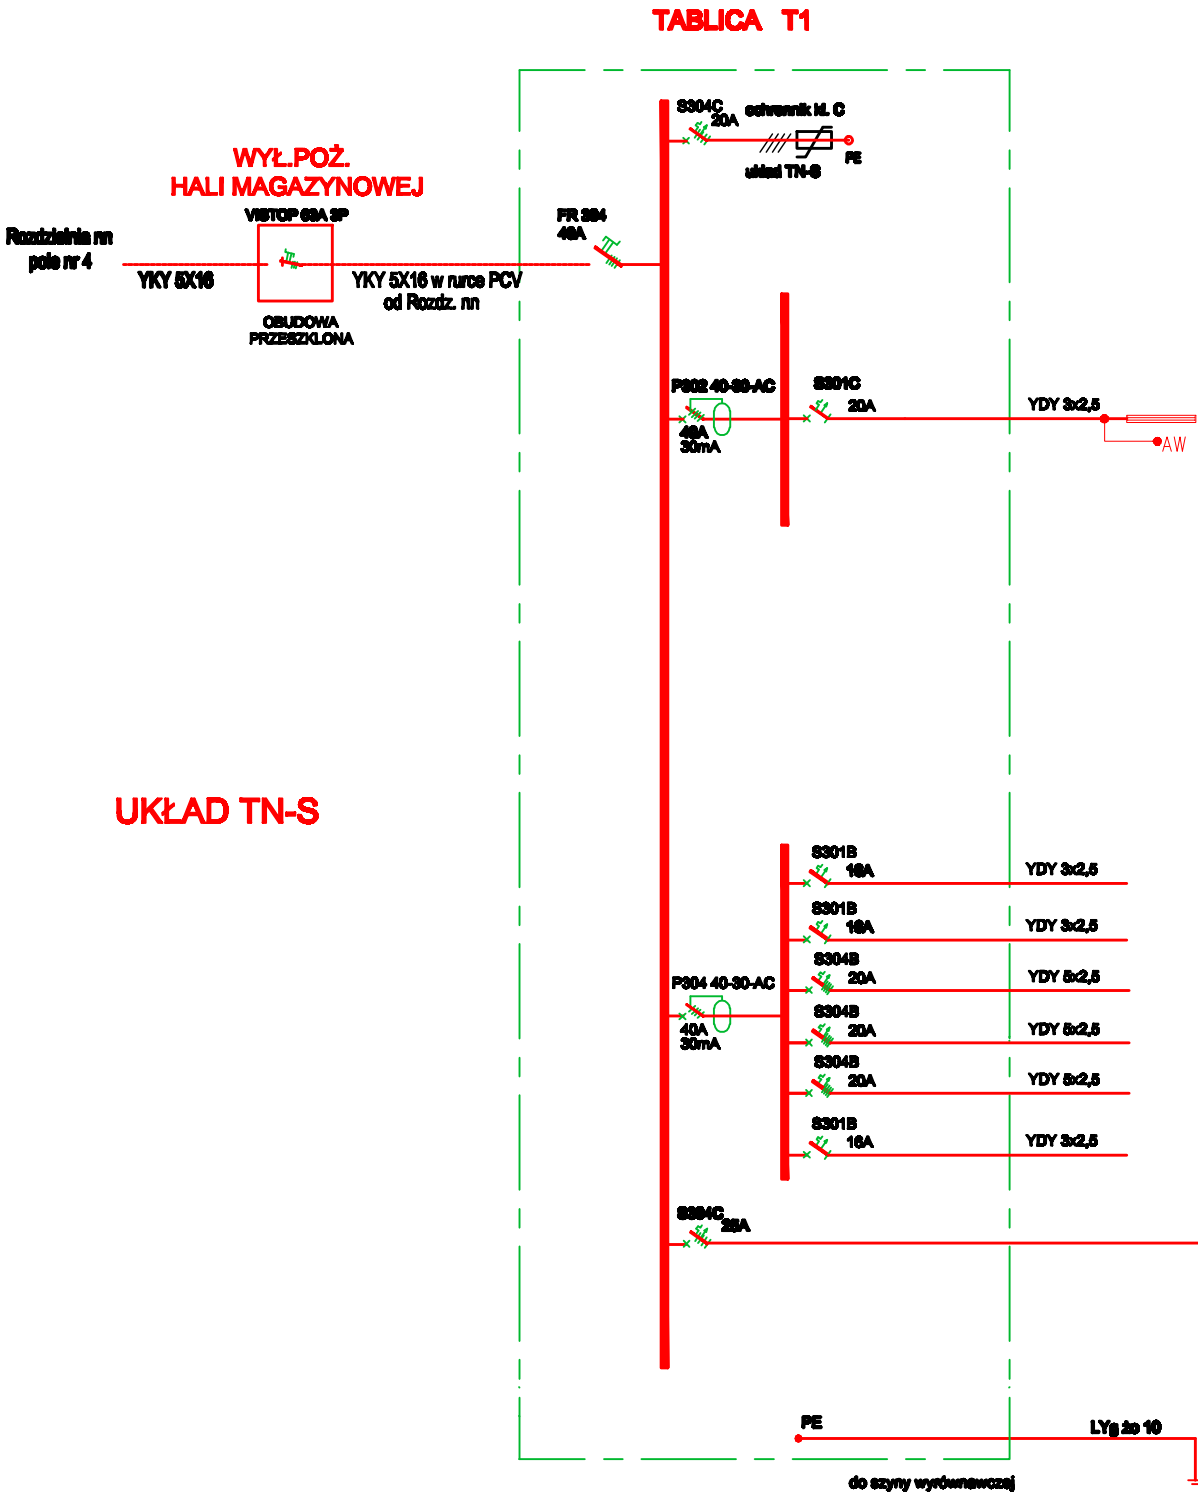 TABLICA T1
S304C
20A
ochronnik kl. C
układ TN-S
PE
WYŁ.POŻ.
HALI MAGAZYNOWEJ
VISTOP 63A 3P
Rozdzielnia nn
pole nr 4
YKY 5X16
OBUDOWA
PRZESZKLONA
YKY 5X16 w rurce PCV
od Rozdz. nn
FR 304
40A
P302 40-30-AC
40A
30mA
S301C
20A
YDY 3x2,5
AW
UKŁAD TN-S
S301B
16A
YDY 3x2,5
S301B
16A
YDY 3x2,5
S304B
20A
YDY 5x2,5
P304 40-30-AC
40A
30mA
S304B
20A
YDY 5x2,5
S304B
20A
YDY 5x2,5
S301B
16A
YDY 3x2,5
S304C
25A
PE
LYg żo 10
do szyny wyrównawczej